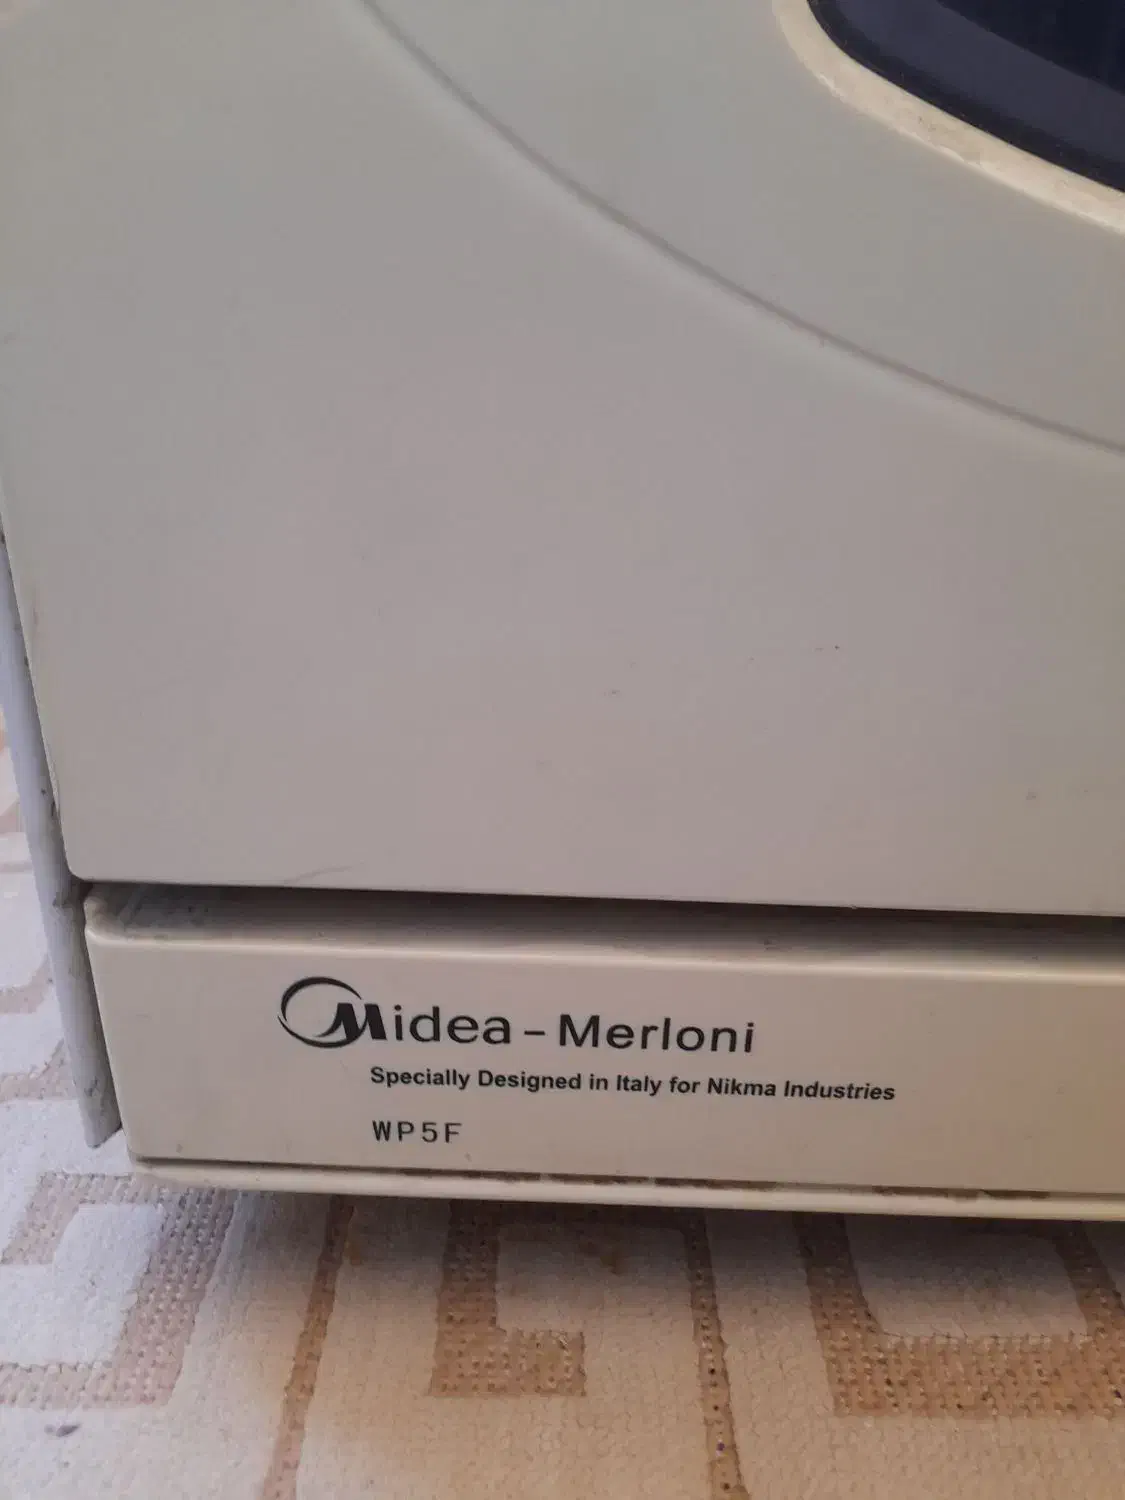 Midea - Merloni
Specially Designed in Italy for Nikma Industries
WP5F